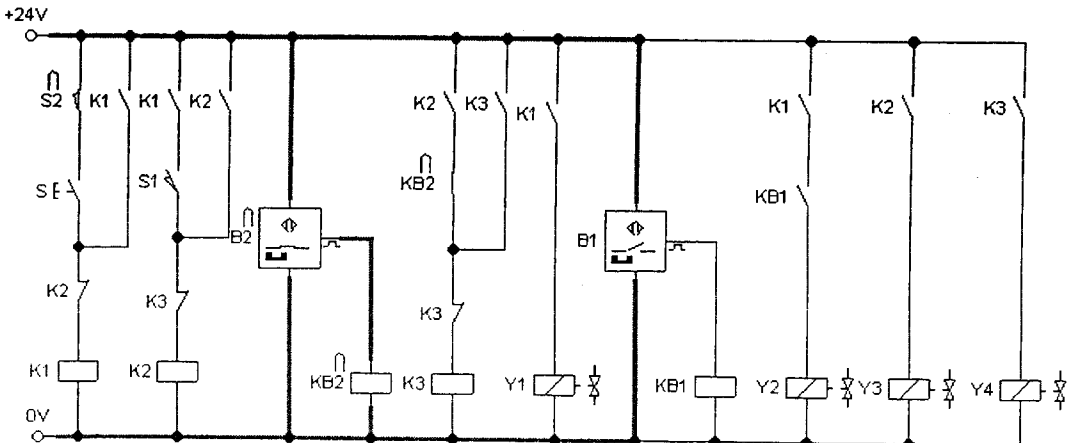 +24V
S2 K1 K1 K2 K2 K3 K1 K1 K2 K3
S S1 KB2 KB1
B2 B1
K2 K3 K3
K1 K2 KB2 K3 Y1 KB1 Y2 Y3 Y4
0V